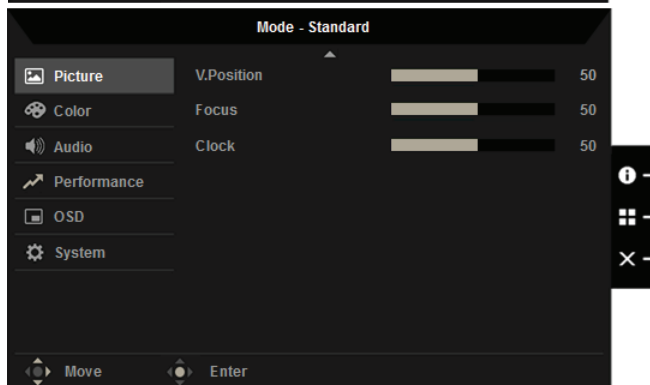 Mode - Standard
Picture
V.Position 50
Color
Focus 50
Audio
Clock 50
Performance
OSD
System
Move Enter